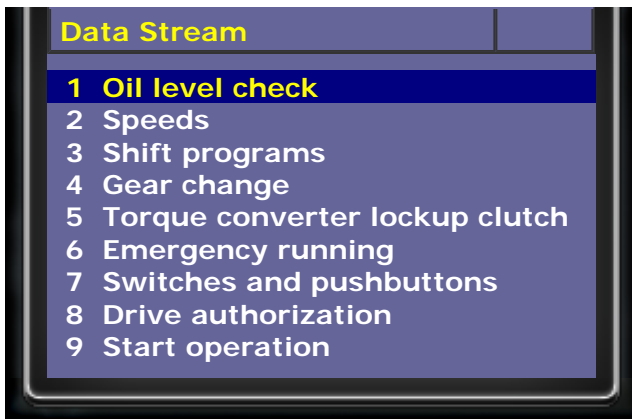 Data Stream
1 Oil level check
2 Speeds
3 Shift programs
4 Gear change
5 Torque converter lockup clutch
6 Emergency running
7 Switches and pushbuttons
8 Drive authorization
9 Start operation